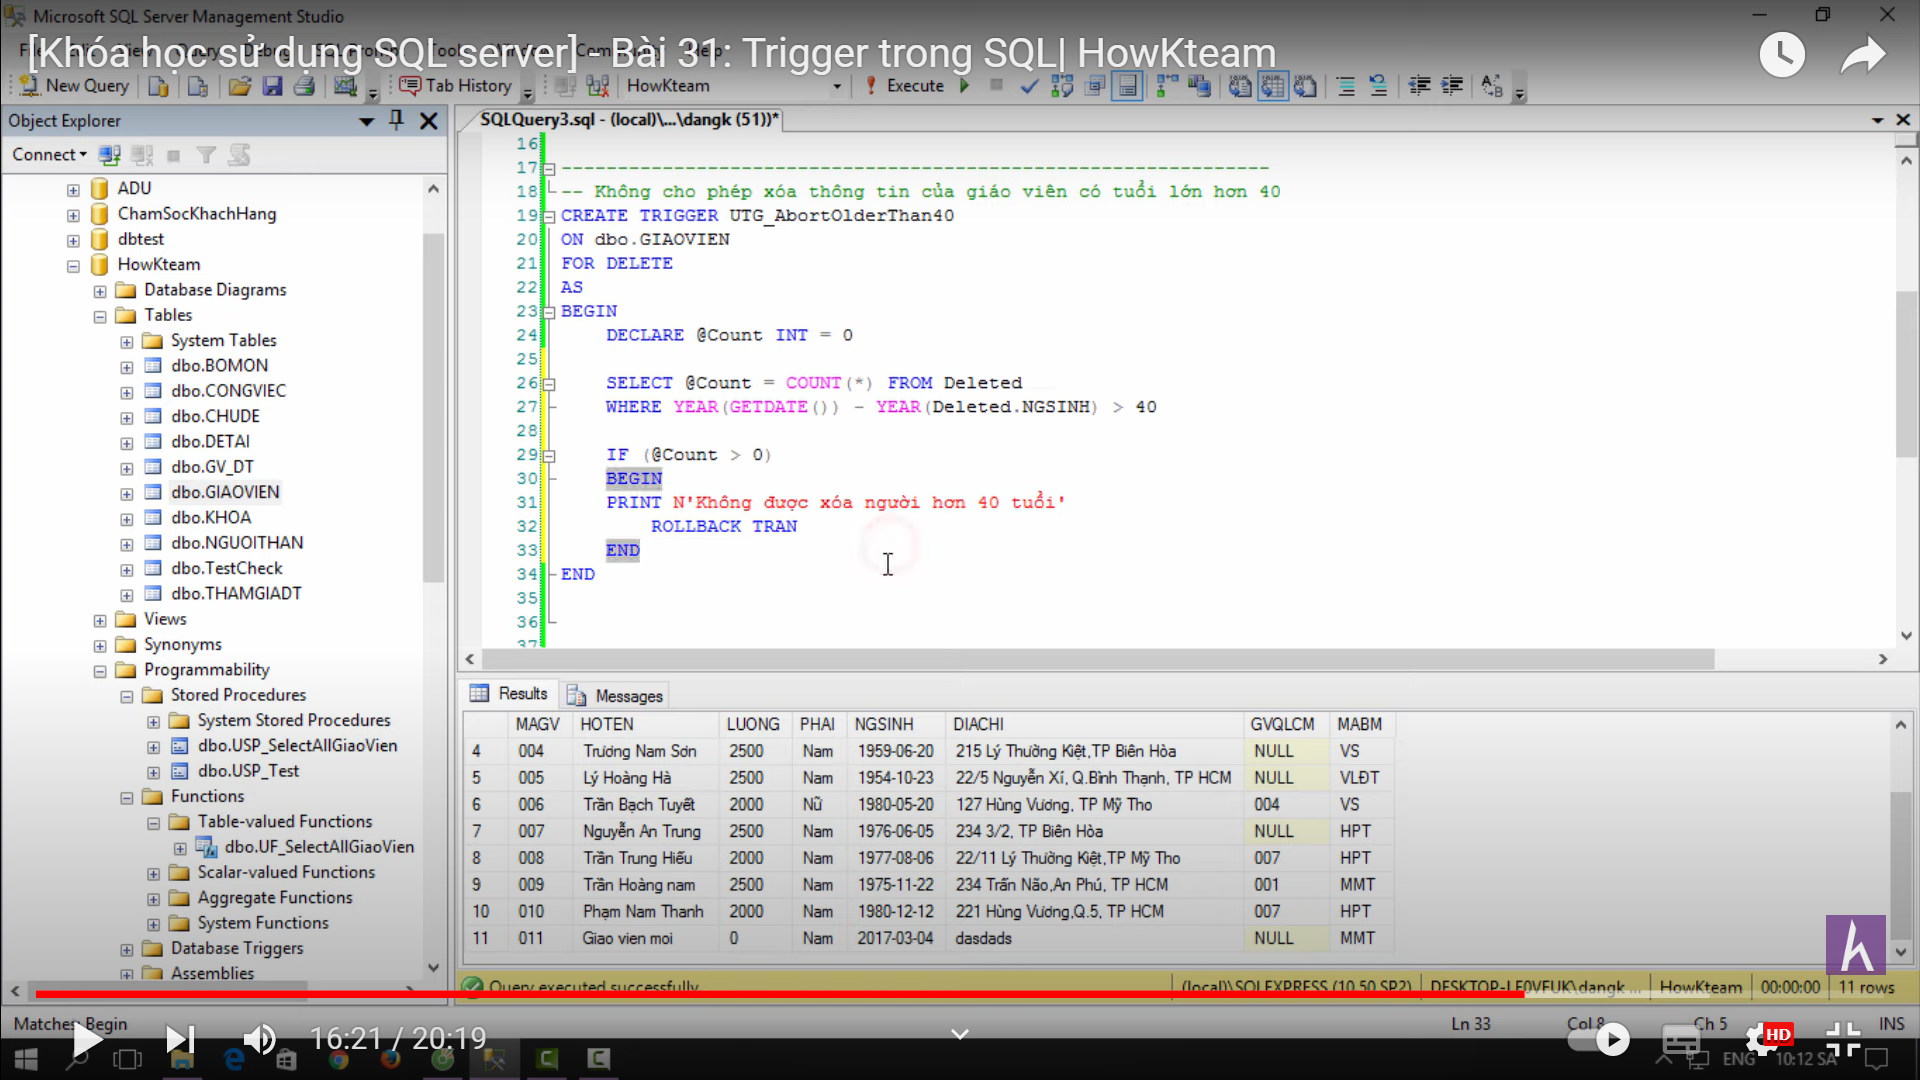 Microsoft SQL Server Management Studio
[Khóa học sử dụng SQL server] - Bài 31: Trigger trong SQL| HowKteam
New Query
Tab History
HowKteam
Execute
Object Explorer
SQLQuery3.sql - (local)\...\dangk (51))*
Connect
ADU
ChamSocKhachHang
dbtest
HowKteam
Database Diagrams
Tables
System Tables
dbo.BOMON
dbo.CONGVIEC
dbo.CHUDE
dbo.DETAI
dbo.GV_DT
dbo.GIAOVIEN
dbo.KHOA
dbo.NGUOITHAN
dbo.TestCheck
dbo.THAMGIADT
Views
Synonyms
Programmability
Stored Procedures
System Stored Procedures
dbo.USP_SelectAllGiaoVien
dbo.USP_Test
Functions
Table-valued Functions
dbo.UF_SelectAllGiaoVien
Scalar-valued Functions
Aggregate Functions
System Functions
Database Triggers
Assemblies
16
17 ---------------------------------------------------------------
18 -- Không cho phép xóa thông tin của giáo viên có tuổi lớn hơn 40
19 CREATE TRIGGER UTG_AbortOlderThan40
20 ON dbo.GIAOVIEN
21 FOR DELETE
22 AS
23 BEGIN
24 DECLARE @Count INT = 0
25
26 SELECT @Count = COUNT(*) FROM Deleted
27 WHERE YEAR(GETDATE()) - YEAR(Deleted.NGSINH) > 40
28
29 IF (@Count > 0)
30 BEGIN
31 PRINT N'Không được xóa người hơn 40 tuổi'
32 ROLLBACK TRAN
33 END
34 END
35
36
37
Results Messages
MAGV HOTEN LUONG PHAI NGSINH DIACHI GVQLCM MABM
4 004 Trương Nam Sơn 2500 Nam 1959-06-20 215 Lý Thường Kiệt,TP Biên Hòa NULL VS
5 005 Lý Hoàng Hà 2500 Nam 1954-10-23 22/5 Nguyễn Xí, Q.Bình Thạnh, TP HCM NULL VLĐT
6 006 Trần Bạch Tuyết 2000 Nữ 1980-05-20 127 Hùng Vương, TP Mỹ Tho 004 VS
7 007 Nguyễn An Trung 2500 Nam 1976-06-05 234 3/2, TP Biên Hòa NULL HPT
8 008 Trần Trung Hiếu 2000 Nam 1977-08-06 22/11 Lý Thường Kiệt,TP Mỹ Tho 007 HPT
9 009 Trần Hoàng nam 2500 Nam 1975-11-22 234 Trấn Não,An Phú, TP HCM 001 MMT
10 010 Phạm Nam Thanh 2000 Nam 1980-12-12 221 Hùng Vương,Q.5, TP HCM 007 HPT
11 011 Giao vien moi 0 Nam 2017-03-04 dasdads NULL MMT
Query executed successfully (local)\SQLEXPRESS (10.50 SP2) DESKTOP-LE0VEUK\dangk ... HowKteam 00:00:00 11 rows
Matches: Begin Ln 33 Col 8 Ch 5 INS
16:21 / 20:19
HD
ENG 10:12 SA